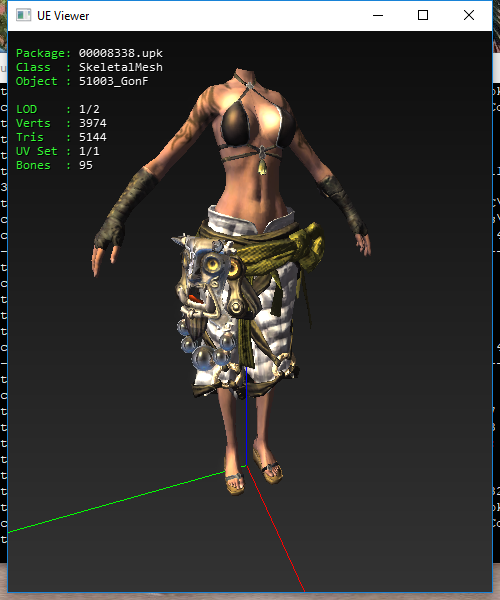 UE Viewer
Package: 00008338.upk
Class : SkeletalMesh
Object : 51003_GonF
LOD : 1/2
Verts : 3974
Tris : 5144
UV Set : 1/1
Bones : 95